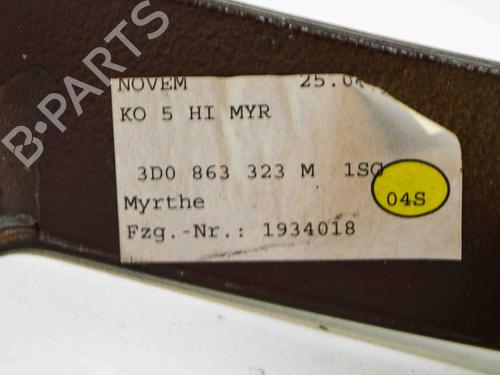 B-PARTS
NOVEM 25.04
KO 5 HI MYR
3D0 863 323 M 1SG
Myrthe 04S
Fzg.-Nr.: 1934018